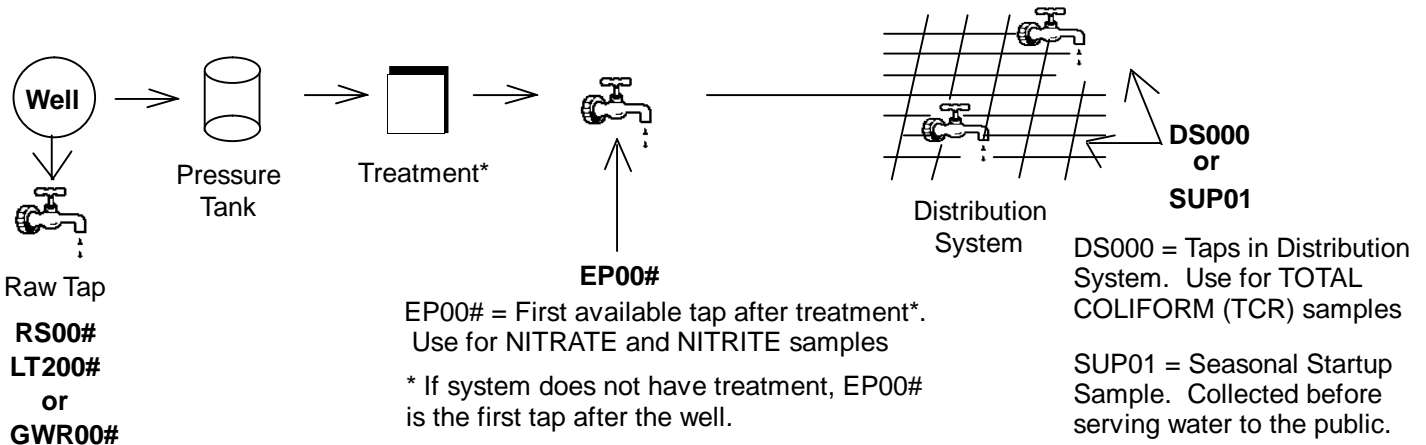 Well
Pressure
Tank
Treatment*
Raw Tap
RS00#
LT200#
or
GWR00#
EP00#
EP00# = First available tap after treatment*.
Use for NITRATE and NITRITE samples
* If system does not have treatment, EP00#
is the first tap after the well.
Distribution
System
DS000
or
SUP01
DS000 = Taps in Distribution
System. Use for TOTAL
COLIFORM (TCR) samples
SUP01 = Seasonal Startup
Sample. Collected before
serving water to the public.